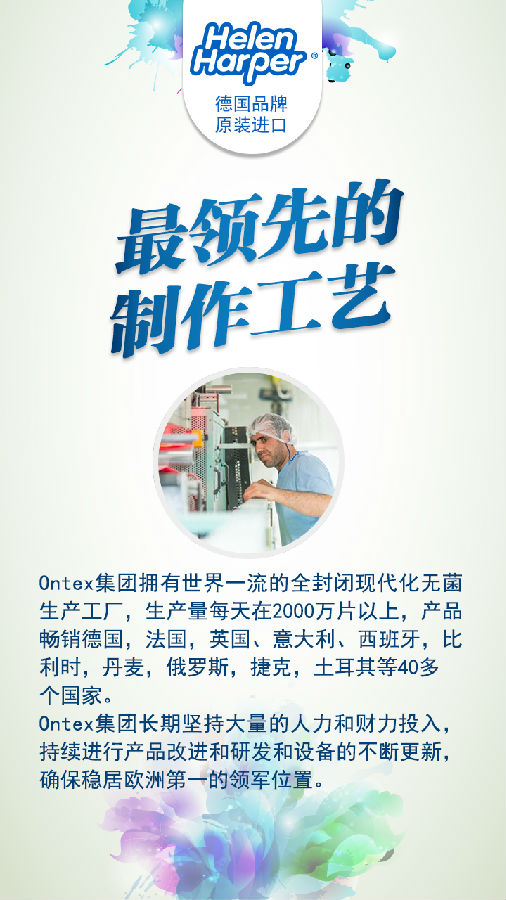 Helen
Harper®
德国品牌
原装进口
最领先的
制作工艺
Ontex集团拥有世界一流的全封闭现代化无菌
生产工厂，生产量每天在2000万片以上，产品
畅销德国，法国，英国、意大利、西班牙，比
利时，丹麦，俄罗斯，捷克，土耳其等40多
个国家。
Ontex集团长期坚持大量的人力和财力投入，
持续进行产品改进和研发和设备的不断更新，
确保稳居欧洲第一的领军位置。